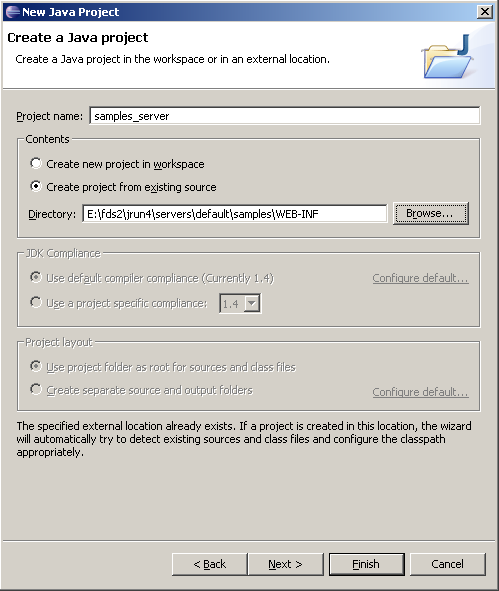 New Java Project
Create a Java project
Create a Java project in the workspace or in an external location.
Project name: samples_server
Contents
Create new project in workspace
Create project from existing source
Directory: E:\fds2\jrun4\servers\default\samples\WEB-INF Browse...
JDK Compliance
Use default compiler compliance (Currently 1.4) Configure default...
Use a project specific compliance: 1.4
Project layout
Use project folder as root for sources and class files
Create separate source and output folders Configure default...
The specified external location already exists. If a project is created in this location, the wizard
will automatically try to detect existing sources and class files and configure the classpath
appropriately.
< Back Next > Finish Cancel